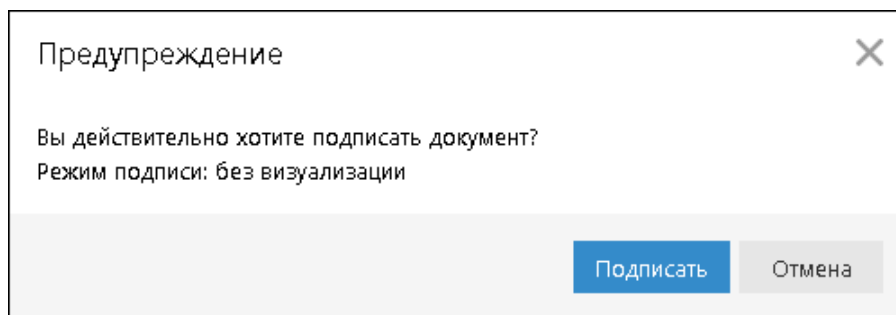 Предупреждение
Вы действительно хотите подписать документ?
Режим подписи: без визуализации
Подписать Отмена